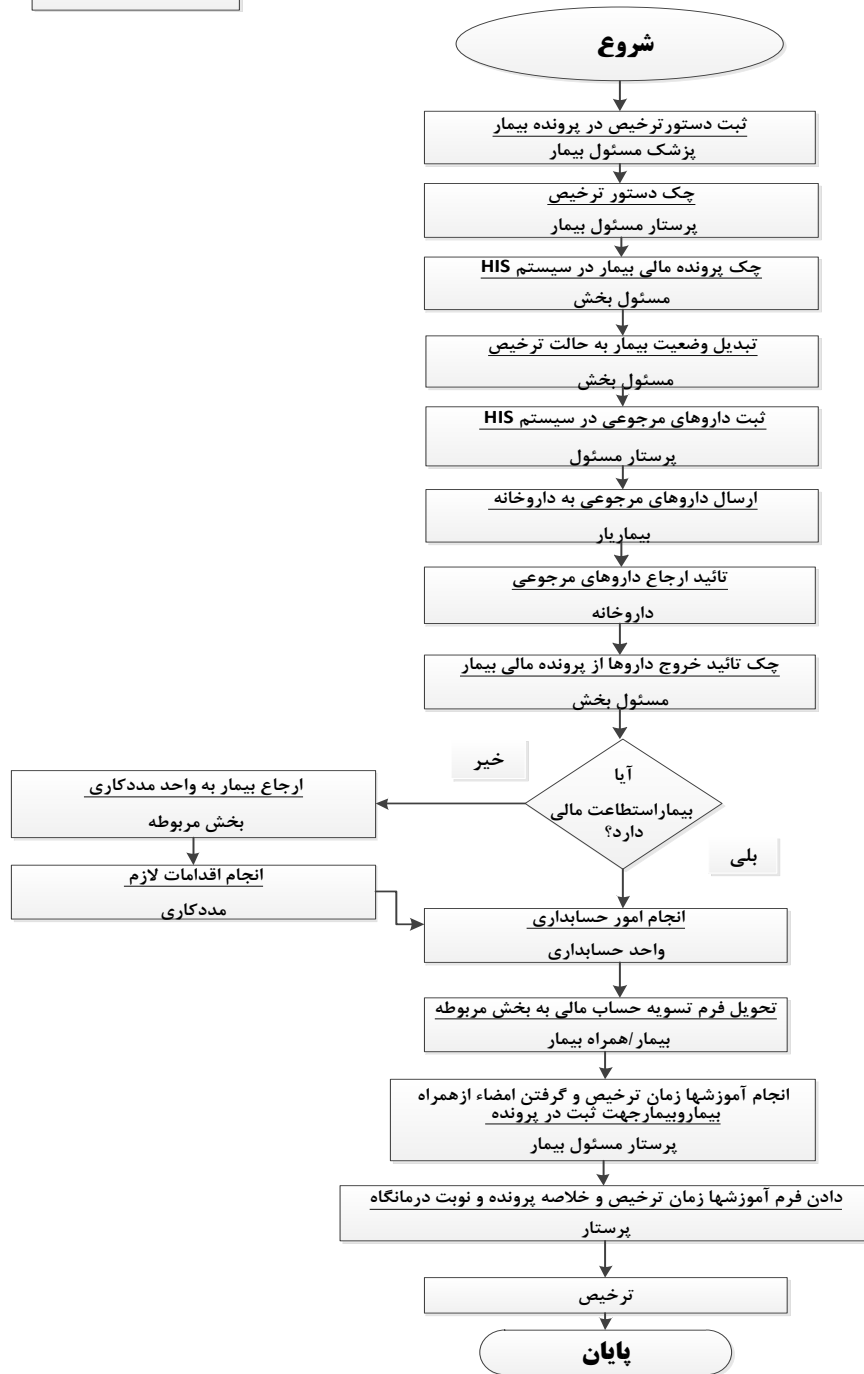 شروع
ثبت دستورترخیص در پرونده بیمار
پزشک مسئول بیمار
چک دستور ترخیص
پرستار مسئول بیمار
چک پرونده مالی بیمار در سیستم HIS
مسئول بخش
تبدیل وضعیت بیمار به حالت ترخیص
مسئول بخش
ثبت داروهای مرجوعی در سیستم HIS
پرستار مسئول
ارسال داروهای مرجوعی به داروخانه
بیماریار
تائید ارجاع داروهای مرجوعی
داروخانه
چک تائید خروج داروها از پرونده مالی بیمار
مسئول بخش
آیا
بیماراستطاعت مالی
دارد؟
خیر
ارجاع بیمار به واحد مددکاری
بخش مربوطه
انجام اقدامات لازم
مددکاری
بلی
انجام امور حسابداری
واحد حسابداری
تحویل فرم تسویه حساب مالی به بخش مربوطه
بیمار/همراه بیمار
انجام آموزشها زمان ترخیص و گرفتن امضاء ازهمراه
بیماروبیمارجهت ثبت در پرونده
پرستار مسئول بیمار
دادن فرم آموزشها زمان ترخیص و خلاصه پرونده و نوبت درمانگاه
پرستار
ترخیص
پایان